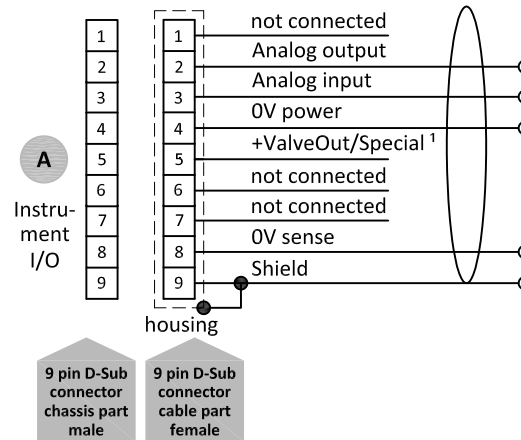 not connected
1 1
Analog output
2 2
Analog input
3 3
0V power
4 4
+ValveOut/Special ¹
A
5 5
not connected
6 6
Instru-
ment
I/O
not connected
7 7
0V sense
8 8
Shield
9 9
housing
9 pin D-Sub
connector
chassis part
male
9 pin D-Sub
connector
cable part
female